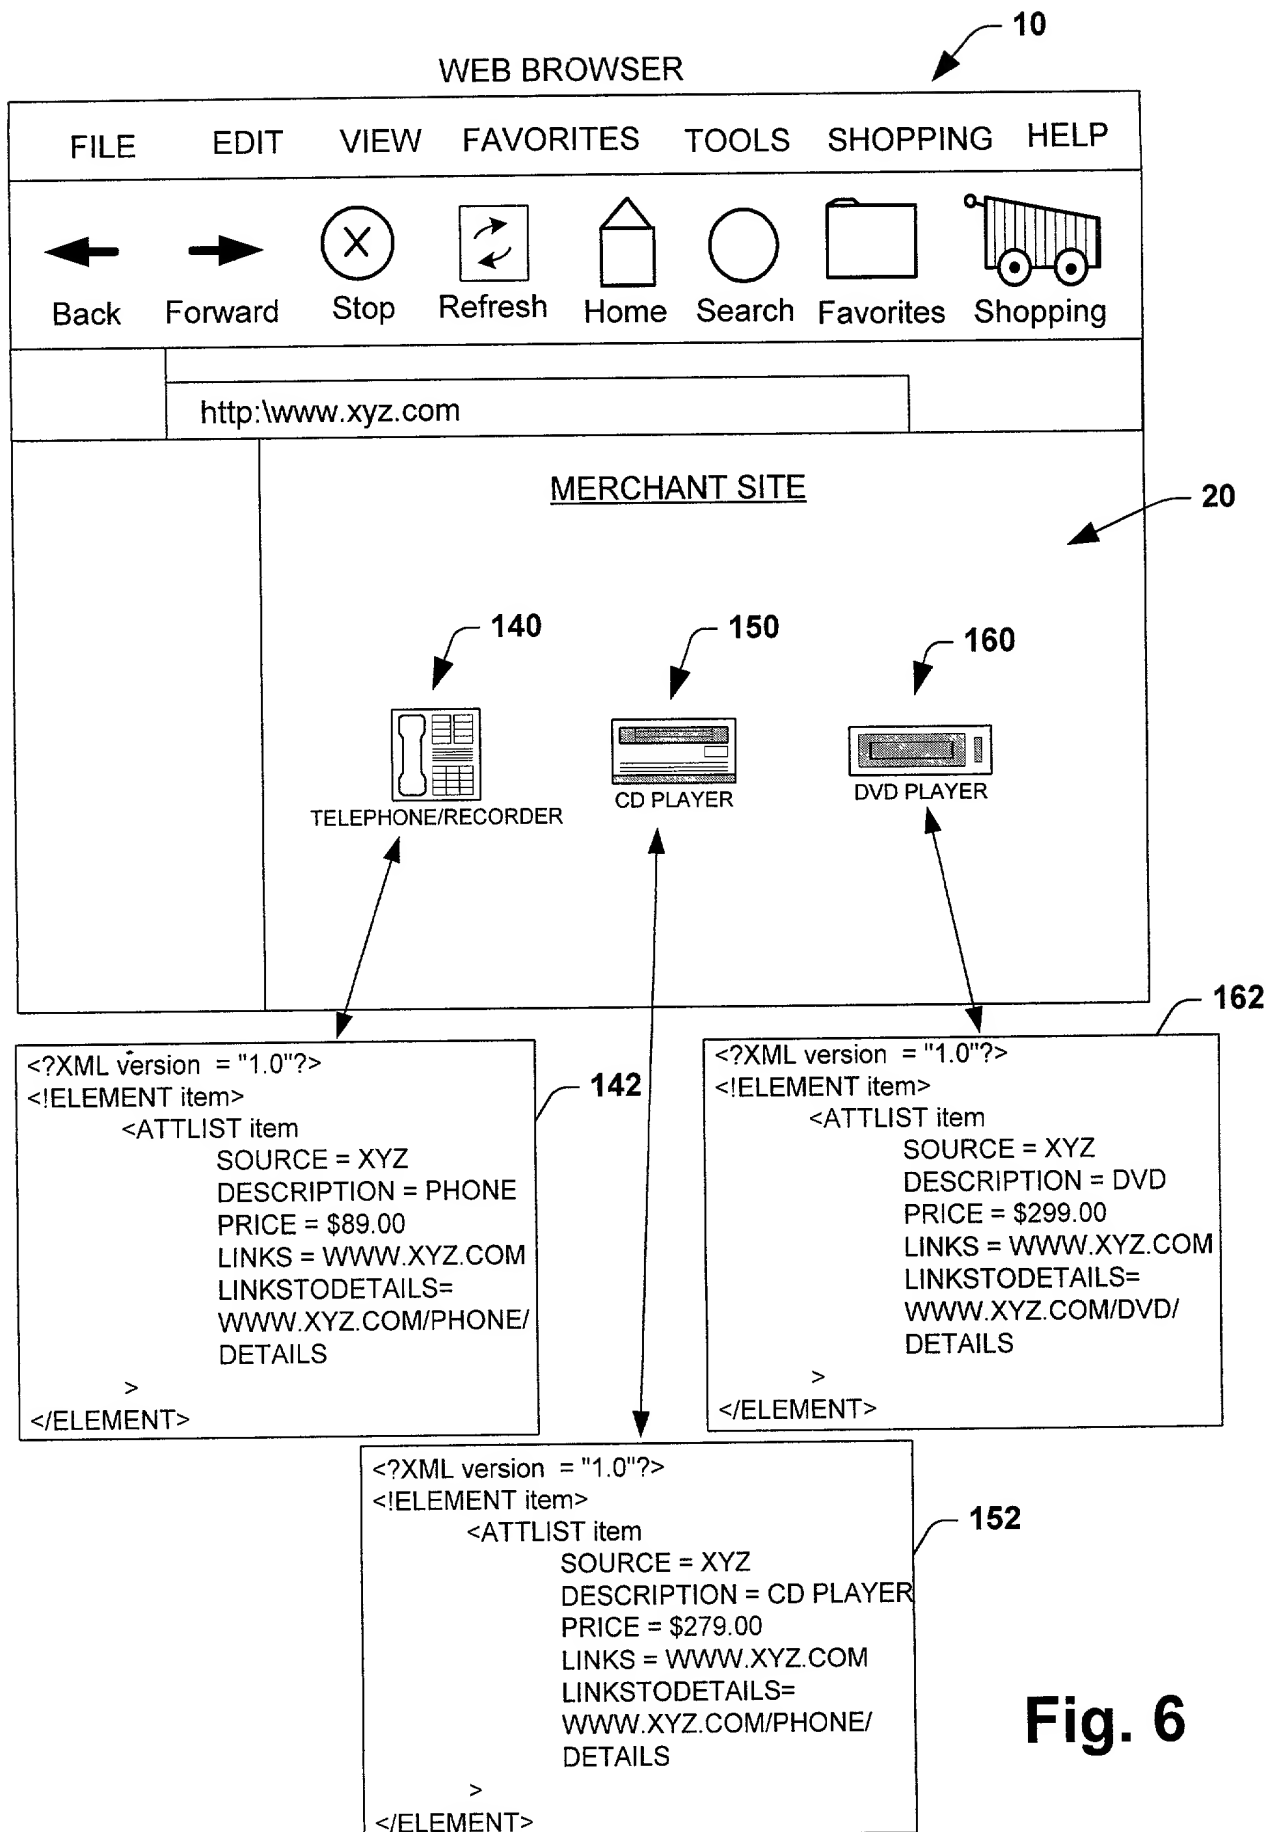 10
WEB BROWSER
FILE EDIT VIEW FAVORITES TOOLS SHOPPING HELP
Back Forward Stop Refresh Home Search Favorites Shopping
http:\www.xyz.com
MERCHANT SITE
20
140 150 160
TELEPHONE/RECORDER CD PLAYER DVD PLAYER
162
<?XML version = "1.0"?>
<!ELEMENT item>
<ATTLIST item
SOURCE = XYZ
DESCRIPTION = PHONE
PRICE = $89.00
LINKS = WWW.XYZ.COM
LINKSTODETAILS=
WWW.XYZ.COM/PHONE/
DETAILS
>
</ELEMENT>
142
<?XML version = "1.0"?>
<!ELEMENT item>
<ATTLIST item
SOURCE = XYZ
DESCRIPTION = DVD
PRICE = $299.00
LINKS = WWW.XYZ.COM
LINKSTODETAILS=
WWW.XYZ.COM/DVD/
DETAILS
>
</ELEMENT>
<?XML version = "1.0"?>
<!ELEMENT item>
<ATTLIST item
SOURCE = XYZ
DESCRIPTION = CD PLAYER
PRICE = $279.00
LINKS = WWW.XYZ.COM
LINKSTODETAILS=
WWW.XYZ.COM/PHONE/
DETAILS
>
</ELEMENT>
152
Fig. 6